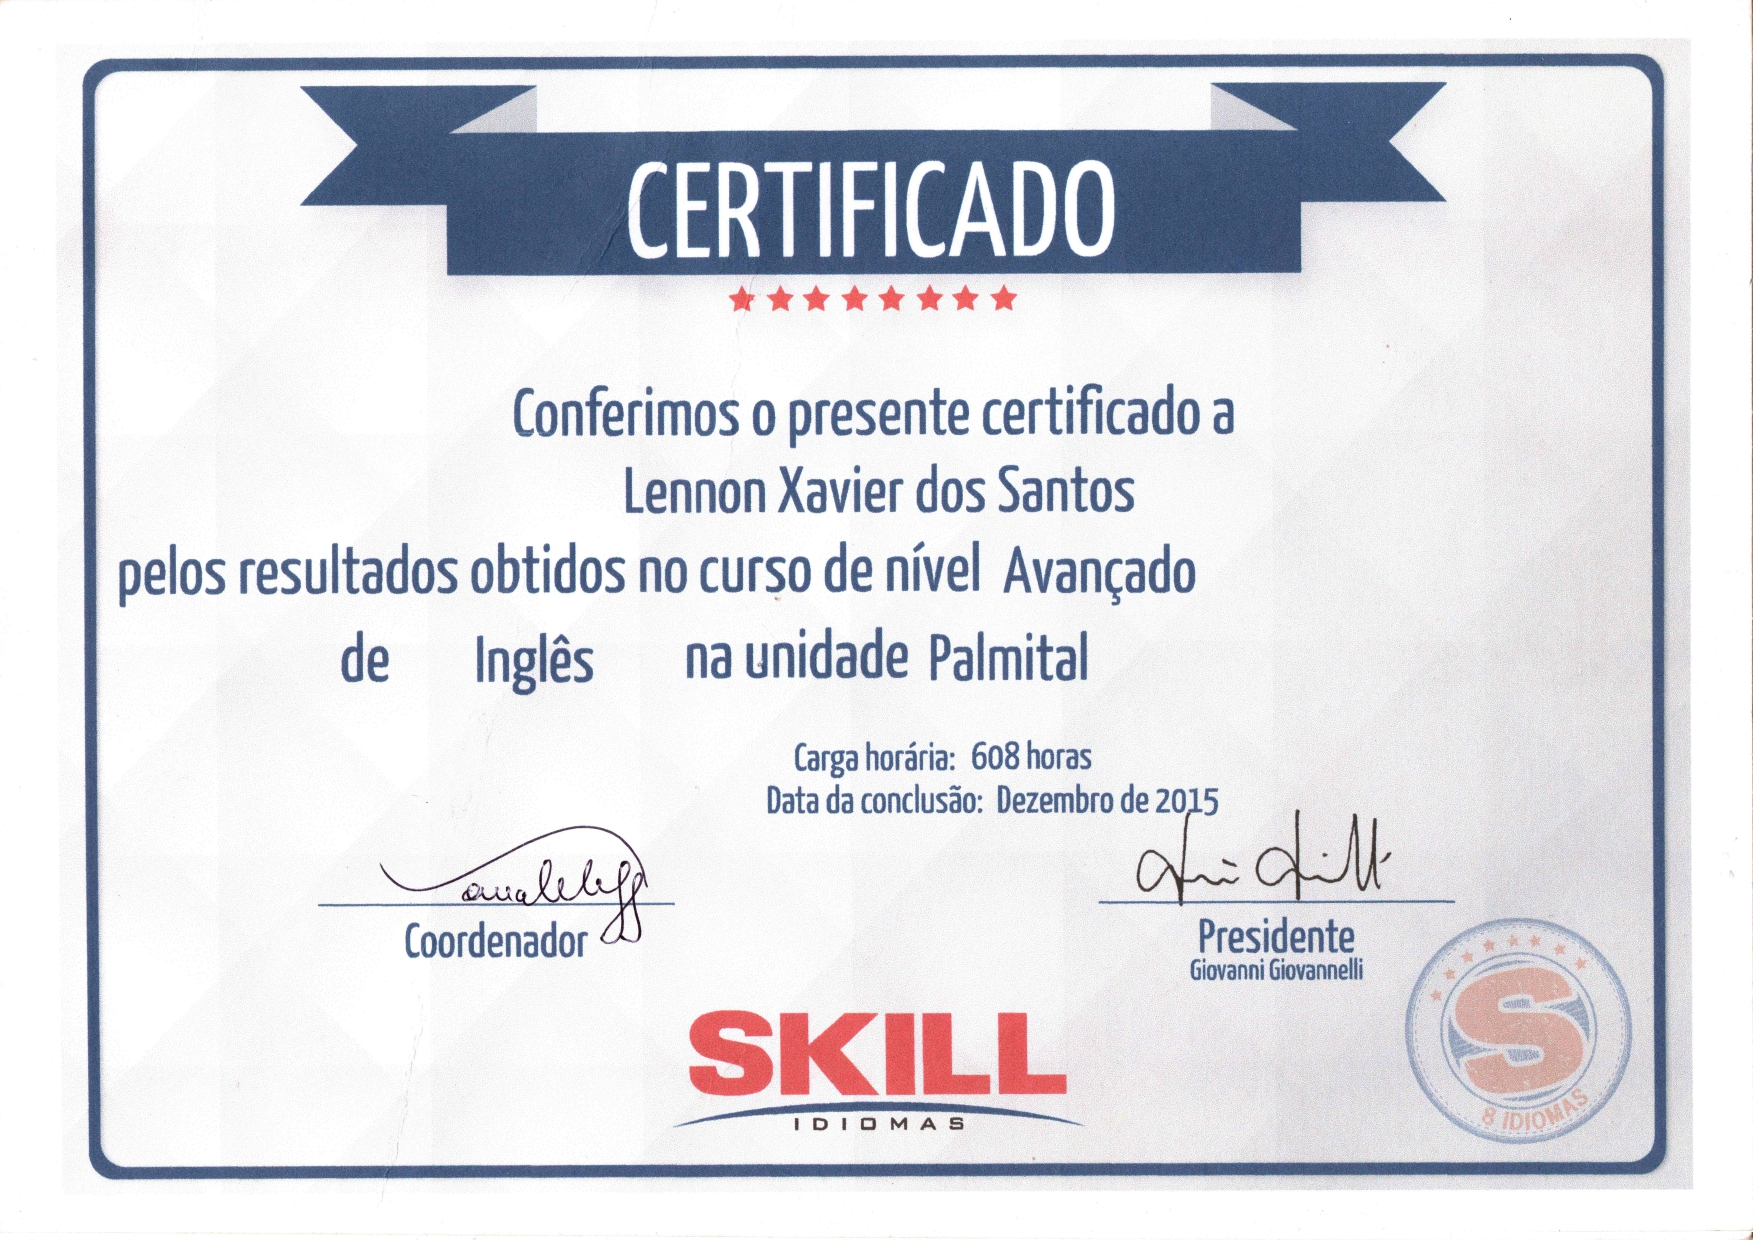 CERTIFICADO
Conferimos o presente certificado a
Lennon Xavier dos Santos
pelos resultados obtidos no curso de nível Avançado
de Inglês na unidade Palmital
Carga horária: 608 horas
Data da conclusão: Dezembro de 2015
Coordenador
Presidente
Giovanni Giovannelli
SKILL
IDIOMAS
S
8 IDIOMAS